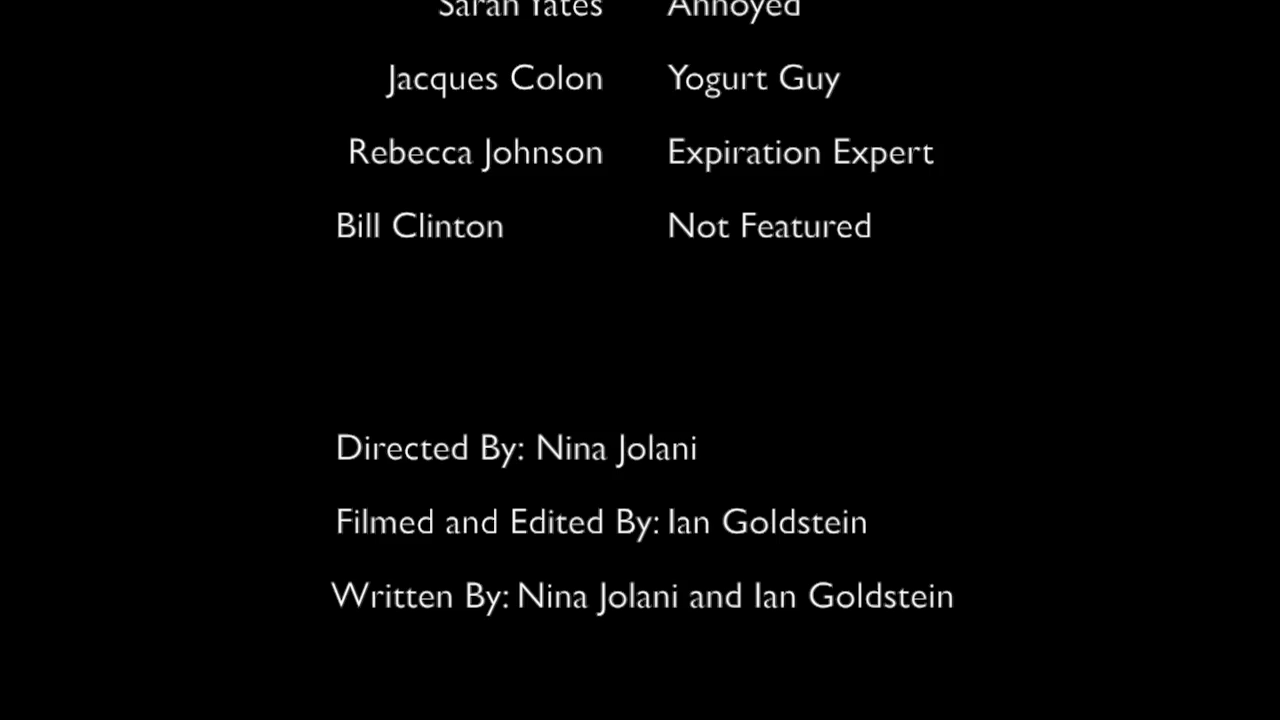 Sarah Yates Annoyed
Jacques Colon Yogurt Guy
Rebecca Johnson Expiration Expert
Bill Clinton Not Featured
Directed By: Nina Jolani
Filmed and Edited By: Ian Goldstein
Written By: Nina Jolani and Ian Goldstein